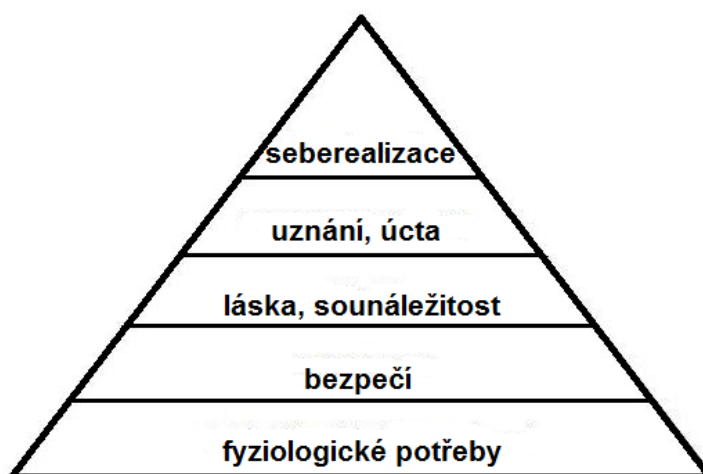 seberealizace
uznání, úcta
láska, sounáležitost
bezpečí
fyziologické potřeby